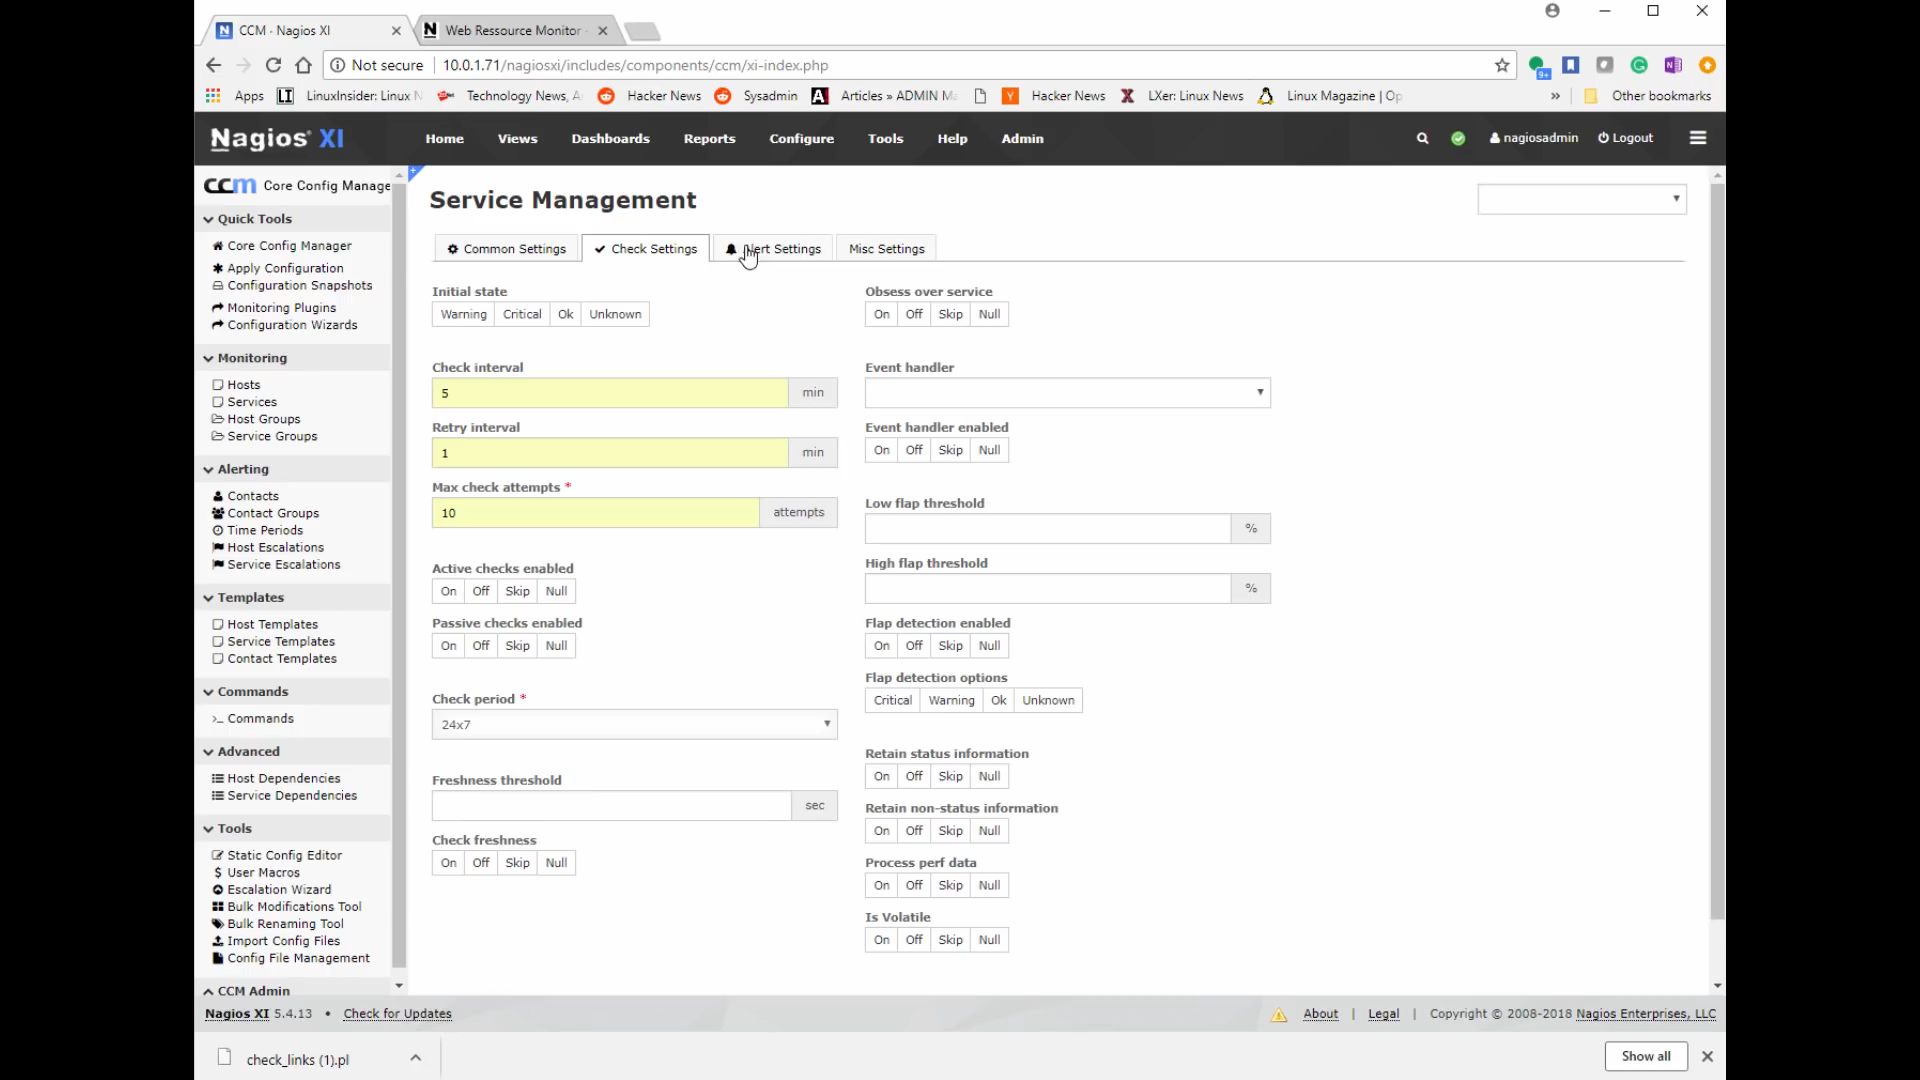 CCM - Nagios XI
Web Ressource Monitor
Not secure 10.0.1.71/nagiosxi/includes/components/ccm/xi-index.php
9+
Apps LinuxInsider: Linux N Technology News, A Hacker News Sysadmin Articles » ADMIN Ma Hacker News LXer: Linux News Linux Magazine | Op » Other bookmarks
Nagios XI Home Views Dashboards Reports Configure Tools Help Admin nagiosadmin Logout
ccm Core Config Manage
Quick Tools
Core Config Manager
Apply Configuration
Configuration Snapshots
Monitoring Plugins
Configuration Wizards
Monitoring
Hosts
Services
Host Groups
Service Groups
Alerting
Contacts
Contact Groups
Time Periods
Host Escalations
Service Escalations
Templates
Host Templates
Service Templates
Contact Templates
Commands
>_ Commands
Advanced
Host Dependencies
Service Dependencies
Tools
Static Config Editor
$ User Macros
Escalation Wizard
Bulk Modifications Tool
Bulk Renaming Tool
Import Config Files
Config File Management
CCM Admin
Service Management
Common Settings Check Settings lert Settings Misc Settings
Initial state
Warning Critical Ok Unknown
Check interval
5 min
Retry interval
1 min
Max check attempts *
10 attempts
Active checks enabled
On Off Skip Null
Passive checks enabled
On Off Skip Null
Check period *
24x7
Freshness threshold
sec
Check freshness
On Off Skip Null
Obsess over service
On Off Skip Null
Event handler
Event handler enabled
On Off Skip Null
Low flap threshold
%
High flap threshold
%
Flap detection enabled
On Off Skip Null
Flap detection options
Critical Warning Ok Unknown
Retain status information
On Off Skip Null
Retain non-status information
On Off Skip Null
Process perf data
On Off Skip Null
Is Volatile
On Off Skip Null
Nagios XI 5.4.13 • Check for Updates
About | Legal | Copyright © 2008-2018 Nagios Enterprises, LLC
check_links (1).pl
Show all